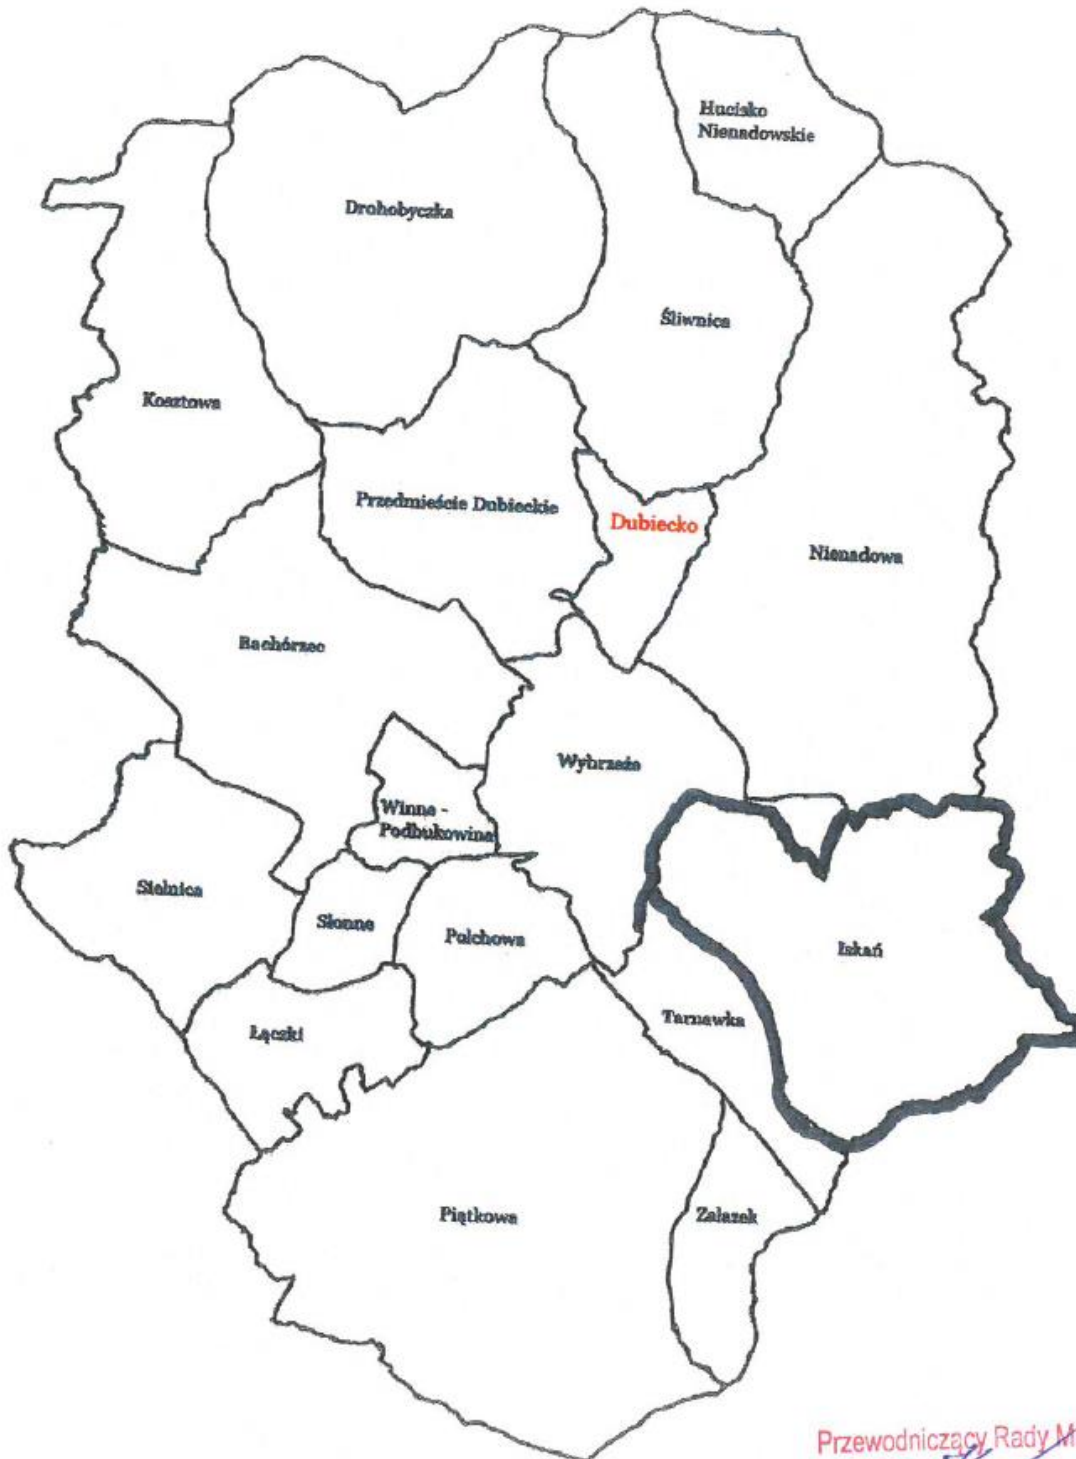 Hucisko
Nienadowskie
Drohobyczka
Śliwnica
Kosztowa
Przedmieście Dubieckie
Dubiecko
Nienadowa
Bachórzec
Wybrzeże
Winne -
Podbukowina
Sielnica
Słonne
Polchowa
Iskań
Tarnawka
Łączki
Piątkowa
Załazek
Przewodniczący Rady M